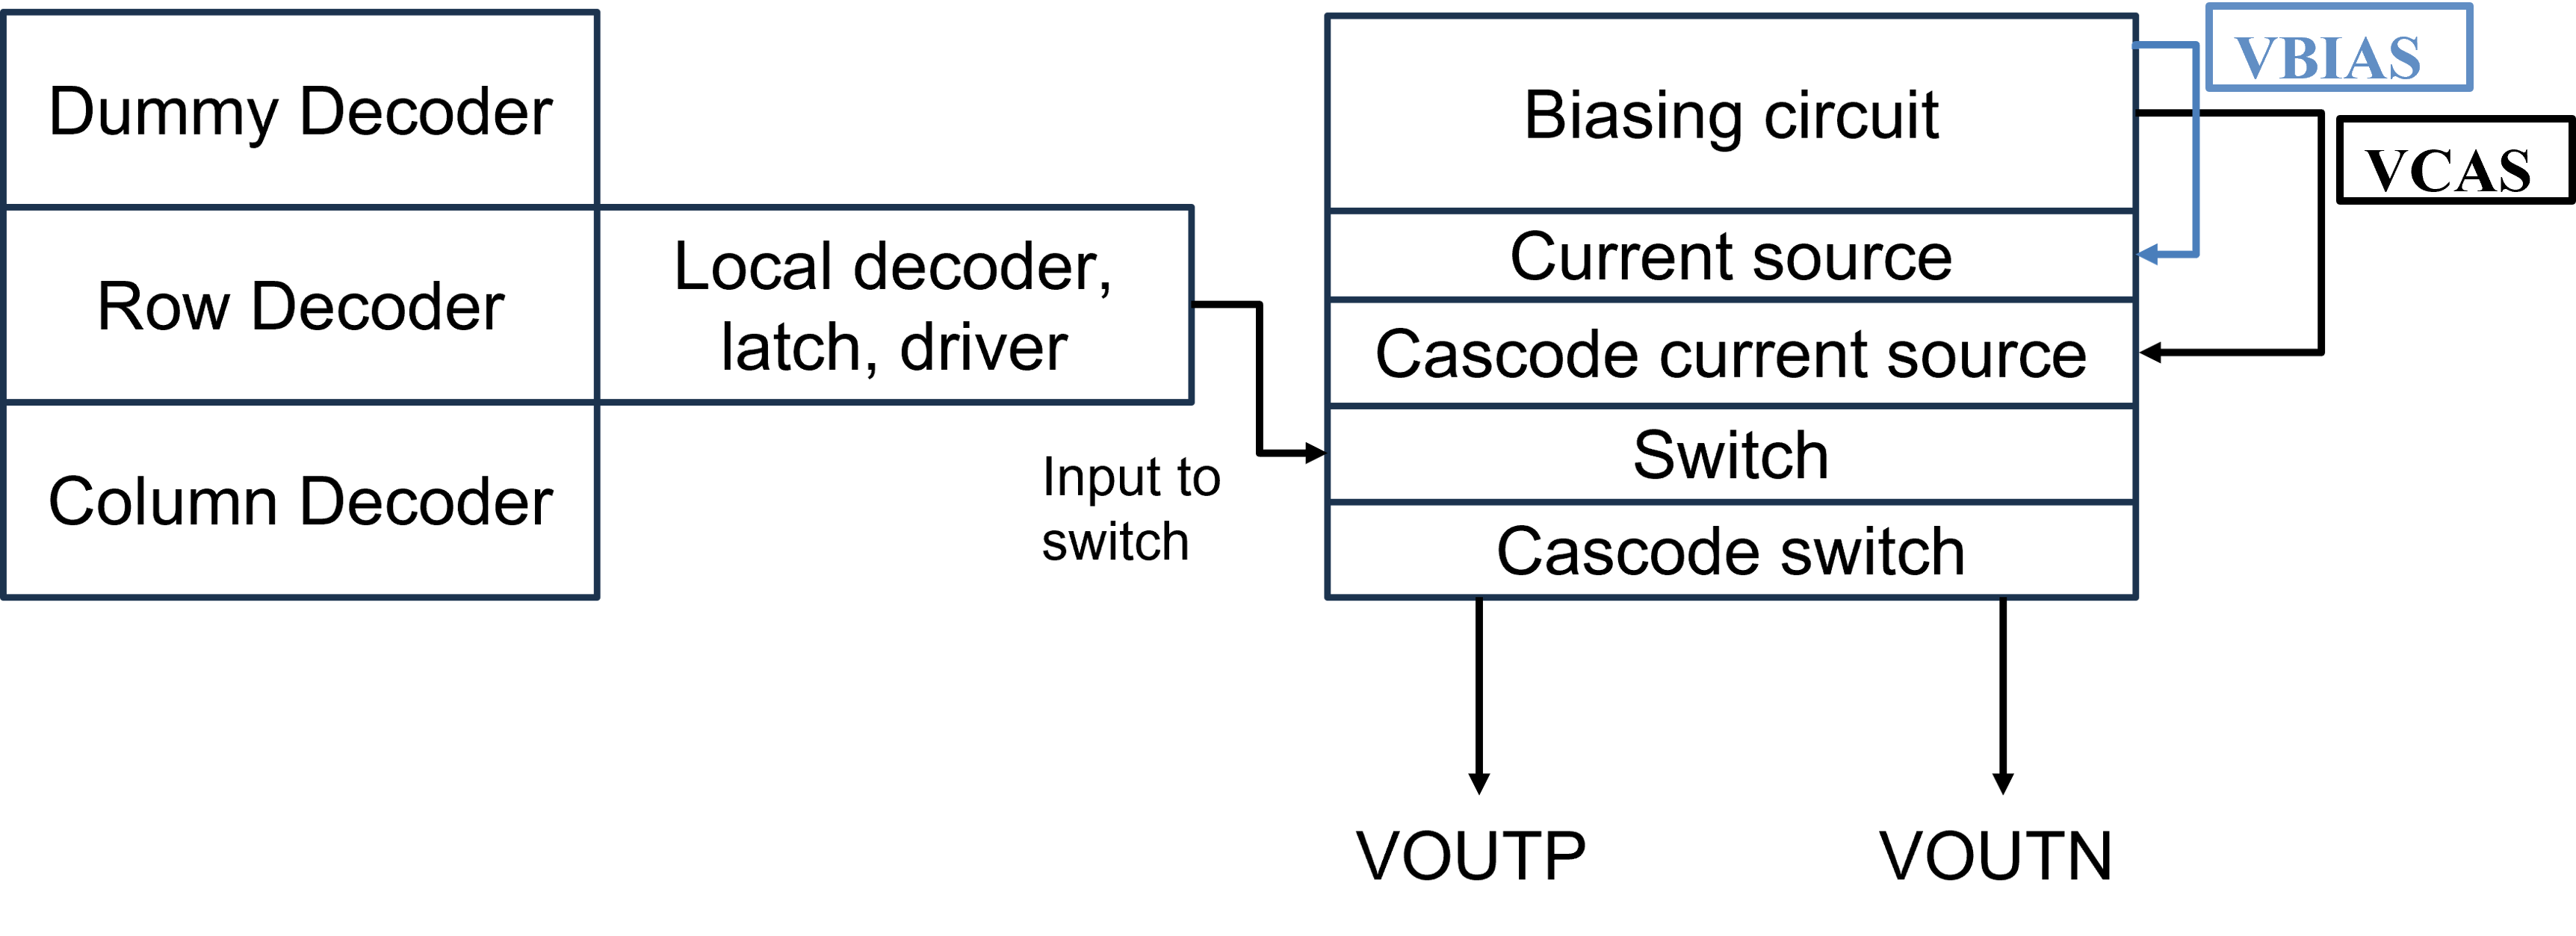 Dummy Decoder
Row Decoder
Column Decoder
Local decoder,
latch, driver
Input to
switch
Biasing circuit
Current source
Cascode current source
Switch
Cascode switch
VBIAS
VCAS
VOUTP
VOUTN